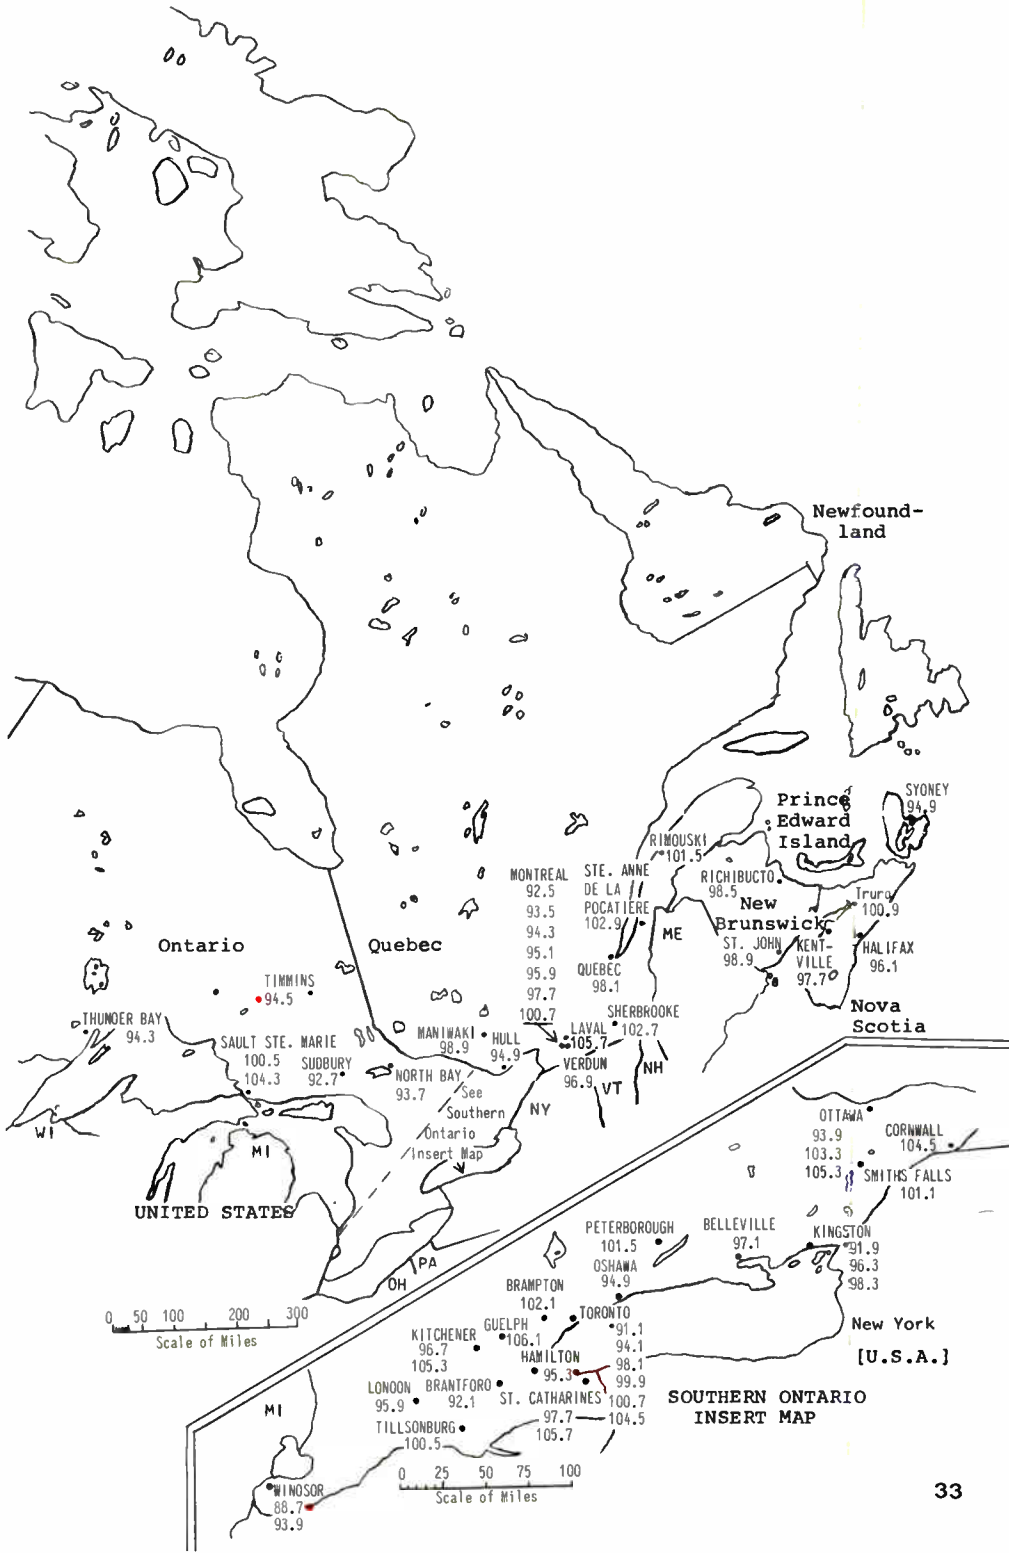 Newfound-
land
SYDNEY
94.9
Prince
Edward
Island
RIMOUSKI
101.5
MONTREAL
92.5
93.5
94.3
95.1
95.9
97.7
100.7
STE. ANNE
DE LA
POCATIERE
102.9
RICHIBUCTO
98.5
New
Brunswick
Truro
100.9
ME
ST. JOHN
98.9
KENT-
VILLE
97.7
HALIFAX
96.1
Ontario
Quebec
QUEBEC
98.1
TIMMINS
94.5
Nova
Scotia
THUNDER BAY
94.3
SAULT STE. MARIE
100.5
104.3
SUDBURY
92.7
MANIWAKI
98.9
HULL
94.9
LAVAL
105.7
SHERBROOKE
102.7
NORTH BAY
93.7
VERDUN
96.9
VT
NH
See
Southern
Ontario
Insert Map
NY
WI
MI
UNITED STATES
PA
OH
0 50 100 200 300
Scale of Miles
OTTAWA
93.9
103.3
105.3
CORNWALL
104.5
SMITHS FALLS
101.1
PETERBOROUGH
101.5
BELLEVILLE
97.1
KINGSTON
91.9
96.3
98.3
OSHAWA
94.9
BRAMPTON
102.1
TORONTO
91.1
94.1
98.1
99.9
100.7
104.5
GUELPH
106.1
KITCHENER
96.7
105.3
HAMILTON
95.3
New York
[U.S.A.]
LONDON
95.9
BRANTFORD
92.1
ST. CATHARINES
97.7
105.7
SOUTHERN ONTARIO
INSERT MAP
MI
TILLSONBURG
100.5
0 25 50 75 100
Scale of Miles
WINDSOR
88.7
93.9
33